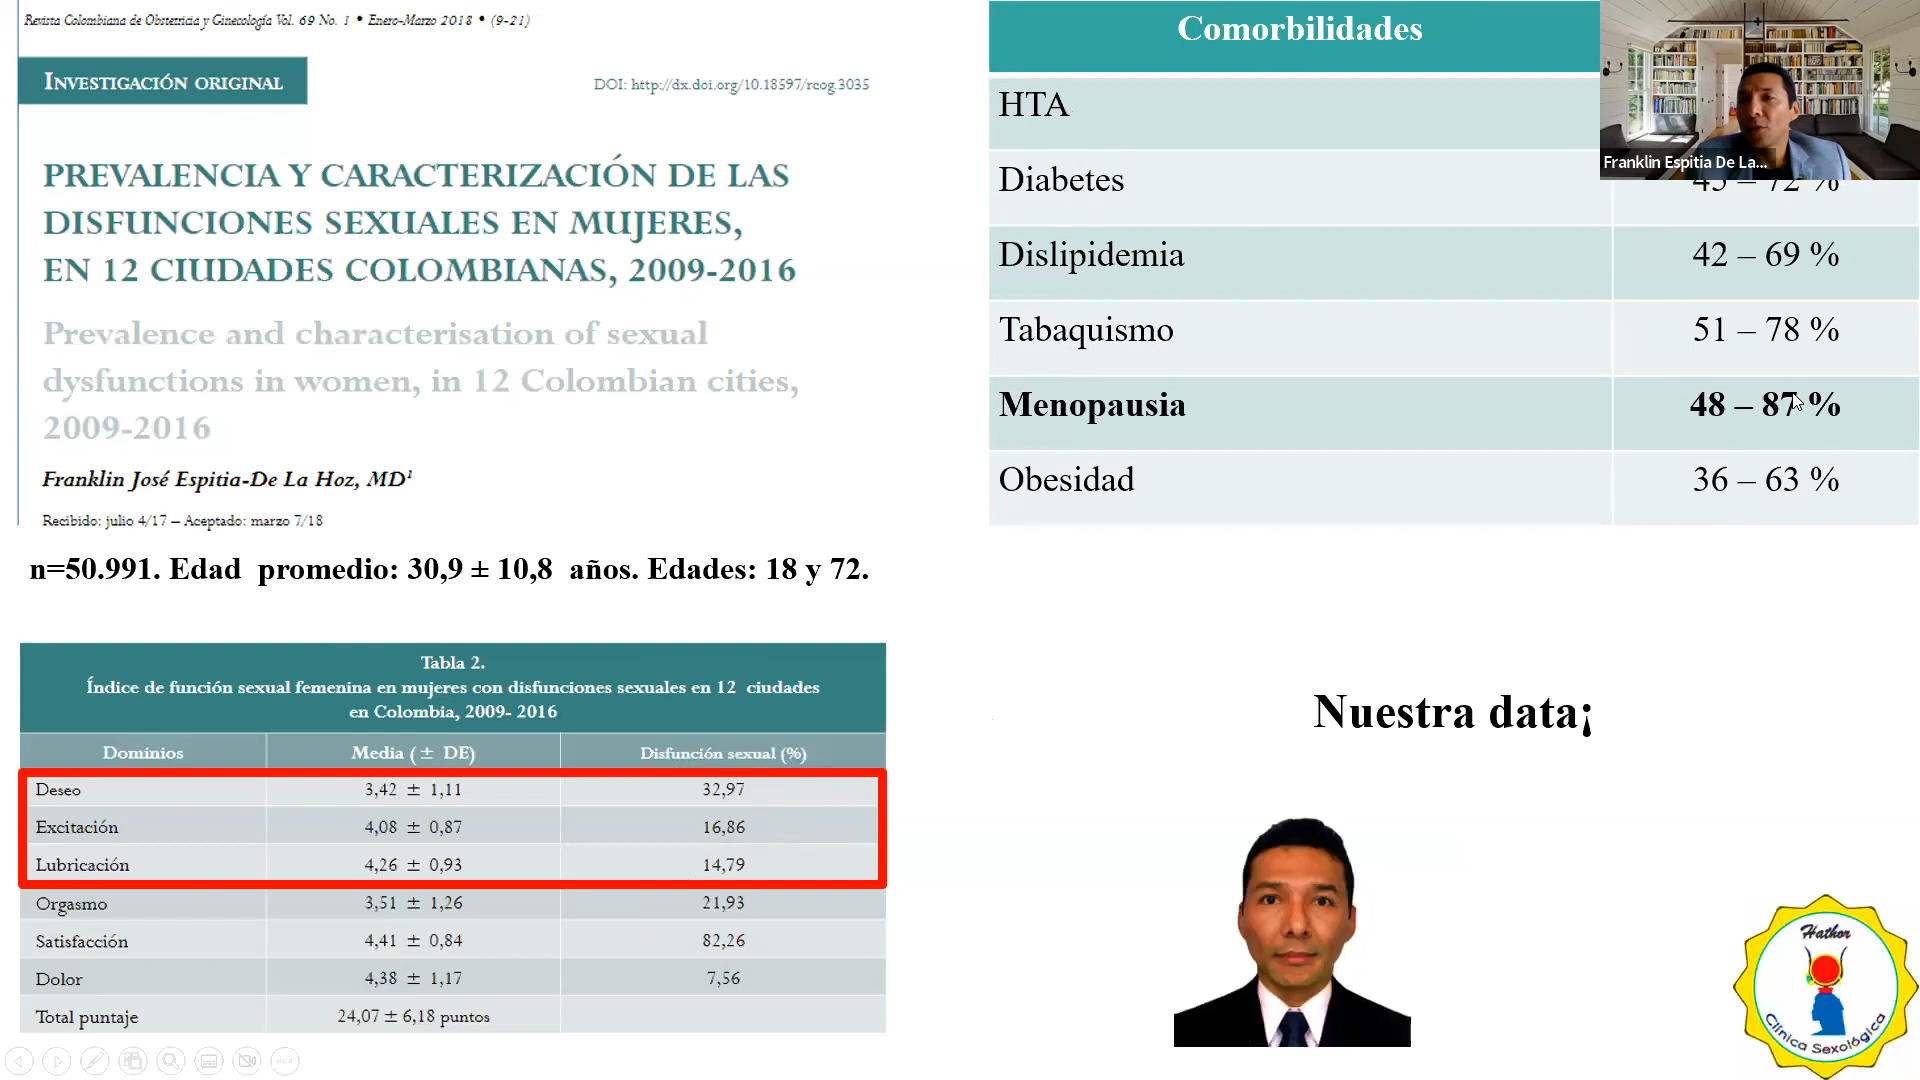 Revista Colombiana de Obstetricia y Ginecología Vol. 69 No. 1 • Enero-Marzo 2018 • (9-21)
INVESTIGACIÓN ORIGINAL
DOI: http://dx.doi.org/10.18597/rcog.3035
PREVALENCIA Y CARACTERIZACIÓN DE LAS
DISFUNCIONES SEXUALES EN MUJERES,
EN 12 CIUDADES COLOMBIANAS, 2009-2016
Prevalence and characterisation of sexual
dysfunctions in women, in 12 Colombian cities,
2009-2016
Franklin José Espitia-De La Hoz, MD¹
Recibido: julio 4/17 – Aceptado: marzo 7/18
n=50.991. Edad promedio: 30,9 ± 10,8 años. Edades: 18 y 72.
Tabla 2.
Índice de función sexual femenina en mujeres con disfunciones sexuales en 12 ciudades
en Colombia, 2009- 2016
Dominios Media ( ± DE) Disfunción sexual (%)
Deseo 3,42 ± 1,11 32,97
Excitación 4,08 ± 0,87 16,86
Lubricación 4,26 ± 0,93 14,79
Orgasmo 3,51 ± 1,26 21,93
Satisfacción 4,41 ± 0,84 82,26
Dolor 4,38 ± 1,17 7,56
Total puntaje 24,07 ± 6,18 puntos
Comorbilidades
HTA
Diabetes 45 – 72 %
Dislipidemia 42 – 69 %
Tabaquismo 51 – 78 %
Menopausia 48 – 87 %
Obesidad 36 – 63 %
Franklin Espitia De La...
Nuestra data¡
Hathor
Clínica Sexológica